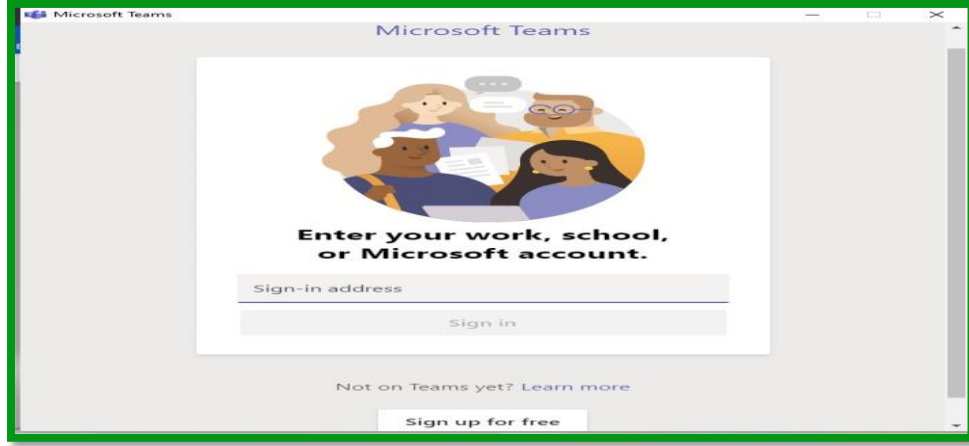 Microsoft Teams
Microsoft Teams
Enter your work, school,
or Microsoft account.
Sign-in address
Sign in
Not on Teams yet? Learn more
Sign up for free